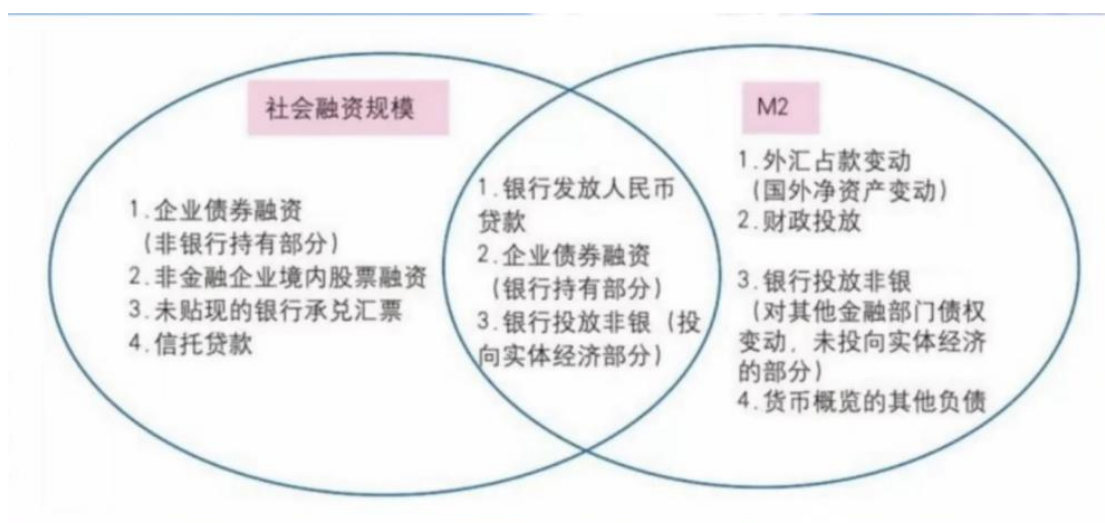 社会融资规模
1.企业债券融资
（非银行持有部分）
2.非金融企业境内股票融资
3.未贴现的银行承兑汇票
4.信托贷款
1.银行发放人民币
贷款
2.企业债券融资
（银行持有部分）
3.银行投放非银（投
向实体经济部分）
M2
1.外汇占款变动
（国外净资产变动）
2.财政投放
3.银行投放非银
（对其他金融部门债权
变动，未投向实体经济
的部分）
4.货币概览的其他负债